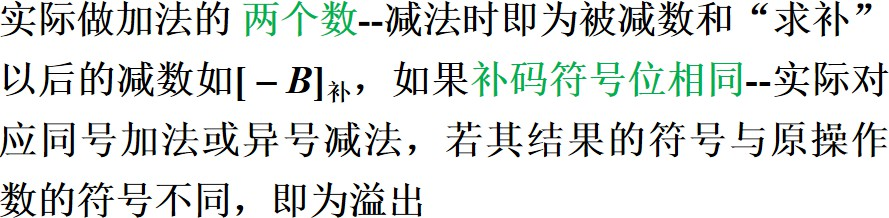 实际做加法的 两个数--减法时即为被减数和“求补”
以后的减数如[ – B]补，如果补码符号位相同--实际对
应同号加法或异号减法，若其结果的符号与原操作
数的符号不同，即为溢出